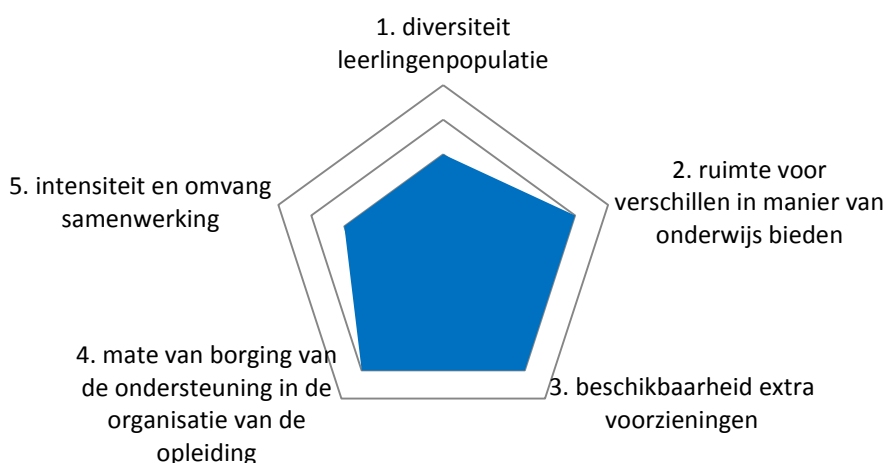 1. diversiteit
leerlingenpopulatie
2. ruimte voor
verschillen in manier van
onderwijs bieden
3. beschikbaarheid extra
voorzieningen
4. mate van borging van
de ondersteuning in de
organisatie van de
opleiding
5. intensiteit en omvang
samenwerking